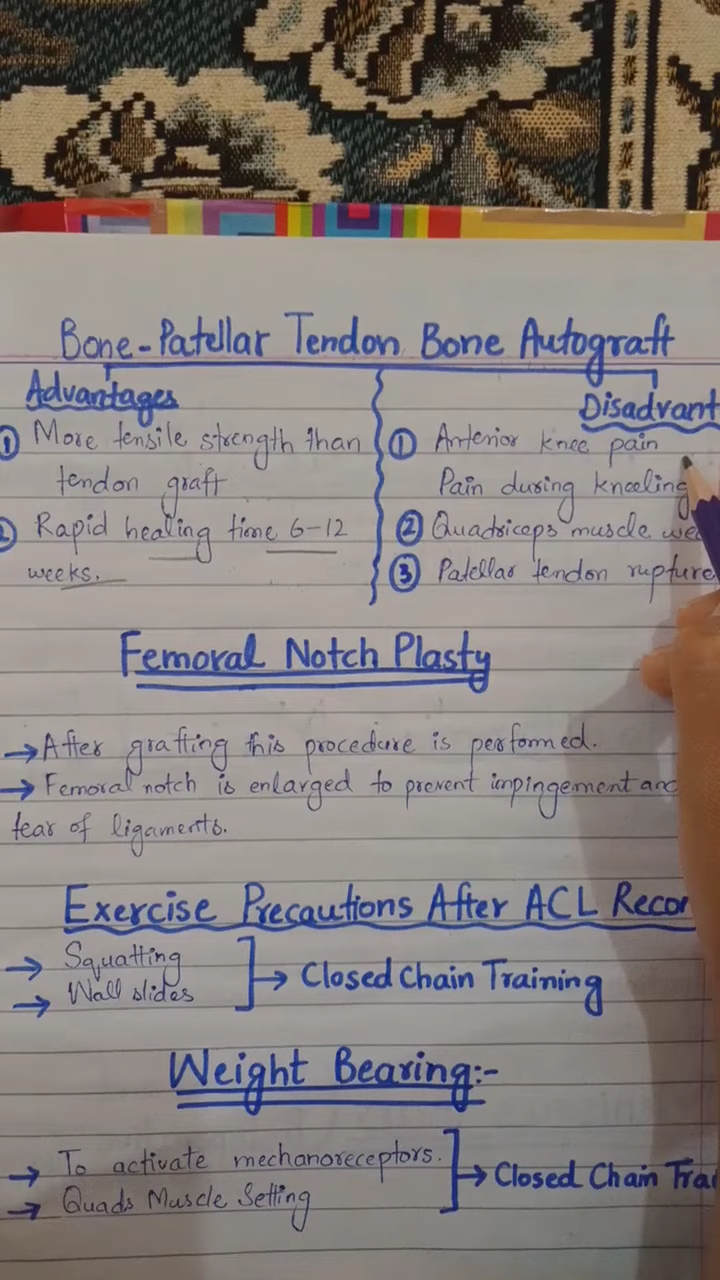 Bone-Patellar Tendon Bone Autograft
Advantages
① More tensile strength than
tendon graft
② Rapid healing time 6-12
weeks.
Disadvant
① Anterior knee pain
Pain during kneeling
② Quadriceps muscle we
③ Patellar tendon rupture
Femoral Notch Plasty
→ After grafting this procedure is performed.
→ Femoral notch is enlarged to prevent impingement and
tear of ligaments.
Exercise Precautions After ACL Recon
→ Squatting
→ Wall slides
→ Closed Chain Training
Weight Bearing:-
→ To activate mechanoreceptors.
→ Quads Muscle Setting
→ Closed Chain Trai